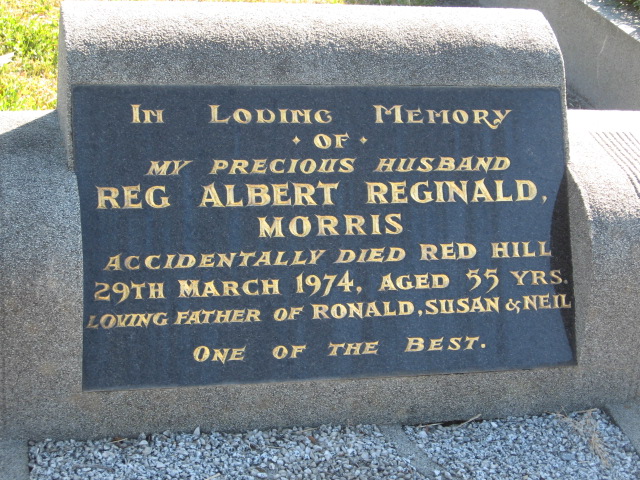 In Loving Memory
• OF •
MY PRECIOUS HUSBAND
REG ALBERT REGINALD,
MORRIS
ACCIDENTALLY DIED RED HILL
29TH MARCH 1974, AGED 55 YRS.
LOVING FATHER OF RONALD, SUSAN & NEIL
ONE OF THE BEST.